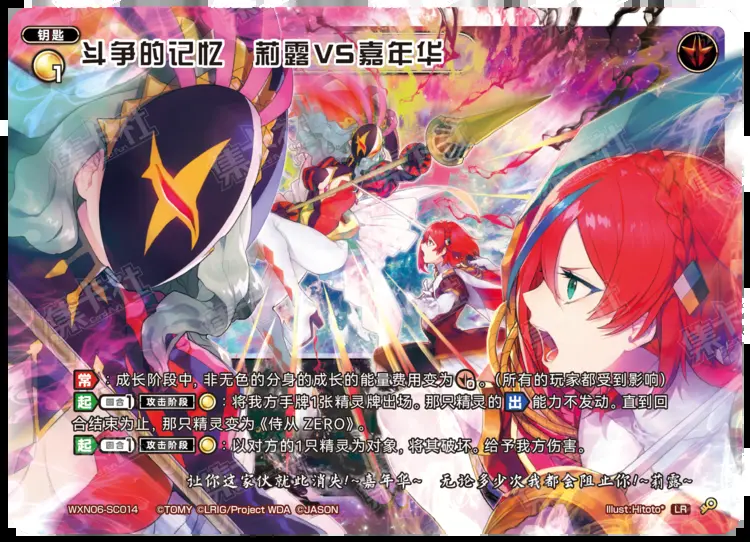 钥匙
1
斗争的记忆 莉露VS嘉年华
集卡社
常：成长阶段中，非无色的分身的成长的能量费用变为0。（所有的玩家都受到影响）
起 回合1 攻击阶段：将我方手牌1张精灵牌出场。那只精灵的出能力不发动。直到回
合结束为止，那只精灵变为《侍从 ZERO》。
起 回合1 攻击阶段：以对方的1只精灵为对象，将其破坏。给予我方伤害。
让你这家伙就此消失！~嘉年华~ 无论多少次我都会阻止你！~莉露~
WXN06-SC014 ©TOMY ©LRIG/Project WDA ©JASON Illust:Hitoto* LR